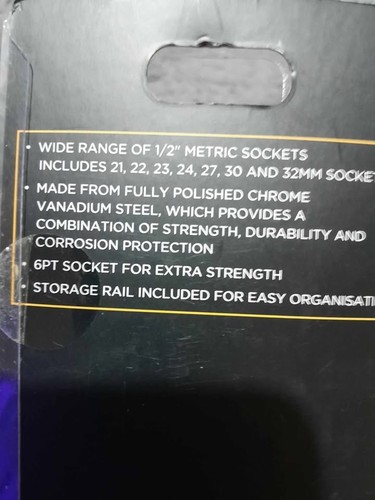 • WIDE RANGE OF 1/2" METRIC SOCKETS
INCLUDES 21, 22, 23, 24, 27, 30 AND 32MM SOCKE
• MADE FROM FULLY POLISHED CHROME
VANADIUM STEEL, WHICH PROVIDES A
COMBINATION OF STRENGTH, DURABILITY AND
CORROSION PROTECTION
• 6PT SOCKET FOR EXTRA STRENGTH
• STORAGE RAIL INCLUDED FOR EASY ORGANISATI